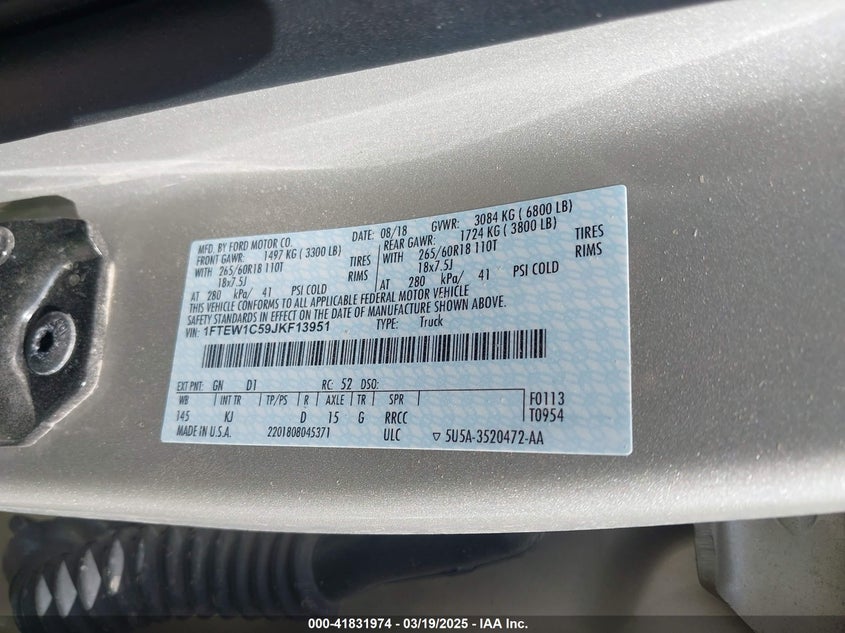 MFD. BY FORD MOTOR CO.
DATE: 08/18 GVWR: 3084 KG ( 6800 LB)
FRONT GAWR: 1497 KG ( 3300 LB)
WITH 265/60R18 110T TIRES
18x7.5J RIMS
AT 280 kPa/ 41 PSI COLD
REAR GAWR: 1724 KG ( 3800 LB)
WITH 265/60R18 110T TIRES
18x7.5J RIMS
AT 280 kPa/ 41 PSI COLD
THIS VEHICLE CONFORMS TO ALL APPLICABLE FEDERAL MOTOR VEHICLE
SAFETY STANDARDS IN EFFECT ON THE DATE OF MANUFACTURE SHOWN ABOVE.
VIN: 1FTEW1C59JKF13951 TYPE: Truck
EXT PNT: GN D1 RC: 52 DSO:
WB INT TR TP/PS R AXLE TR SPR F0113
145 KJ D 15 G RRCC T0954
MADE IN U.S.A. 2201808045371 ULC ▽ 5U5A-3520472-AA
000-41831974 — 03/19/2025 — IAA Inc.